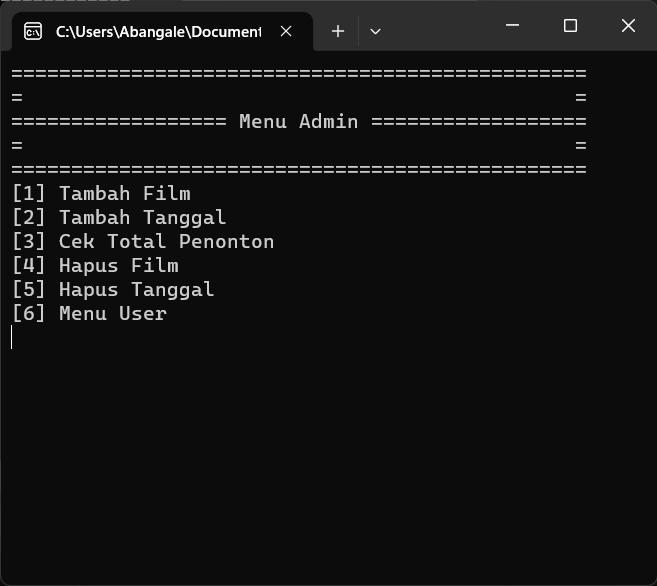 C:\Users\Abangale\Document
================================================
=                                              =
================== Menu Admin ==================
=                                              =
================================================
[1] Tambah Film
[2] Tambah Tanggal
[3] Cek Total Penonton
[4] Hapus Film
[5] Hapus Tanggal
[6] Menu User